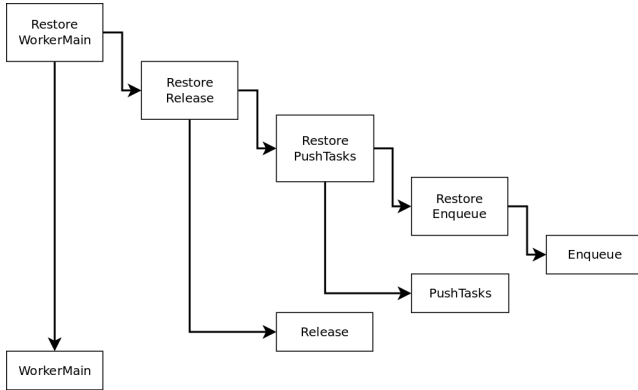 Restore
WorkerMain
Restore
Release
Restore
PushTasks
Restore
Enqueue
Enqueue
PushTasks
Release
WorkerMain